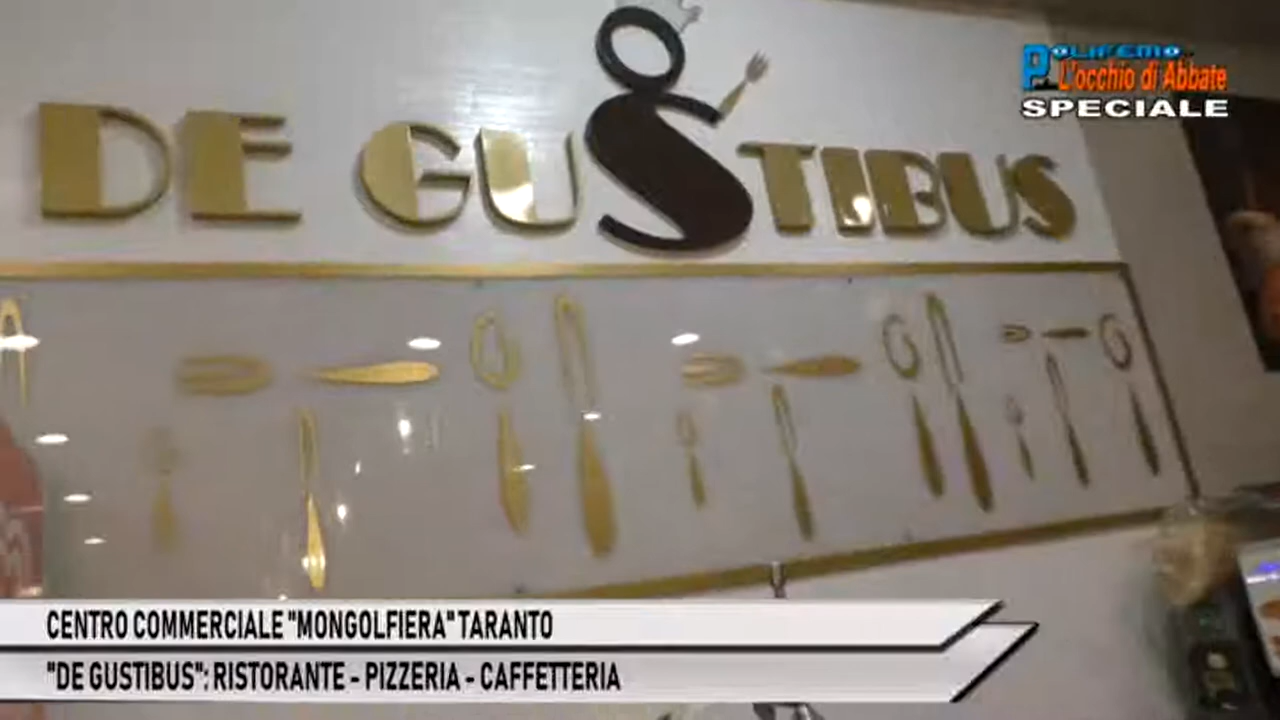 DE GUSTIBUS
POLIFEMO..
L'occhio di Abbate
SPECIALE
CENTRO COMMERCIALE "MONGOLFIERA" TARANTO
"DE GUSTIBUS": RISTORANTE - PIZZERIA - CAFFETTERIA